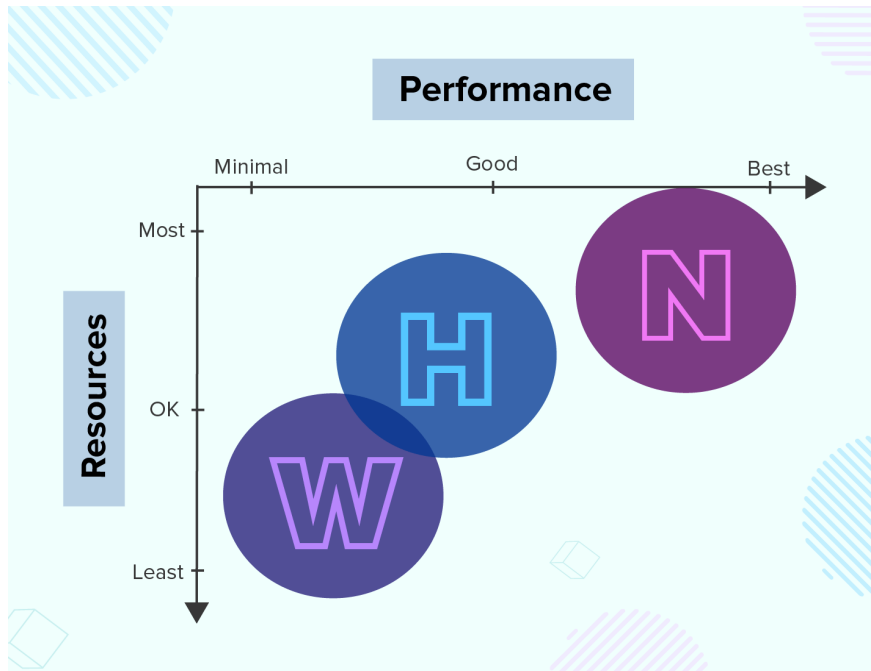 Performance
Minimal
Good
Best
Most
Resources
OK
Least
H
N
W